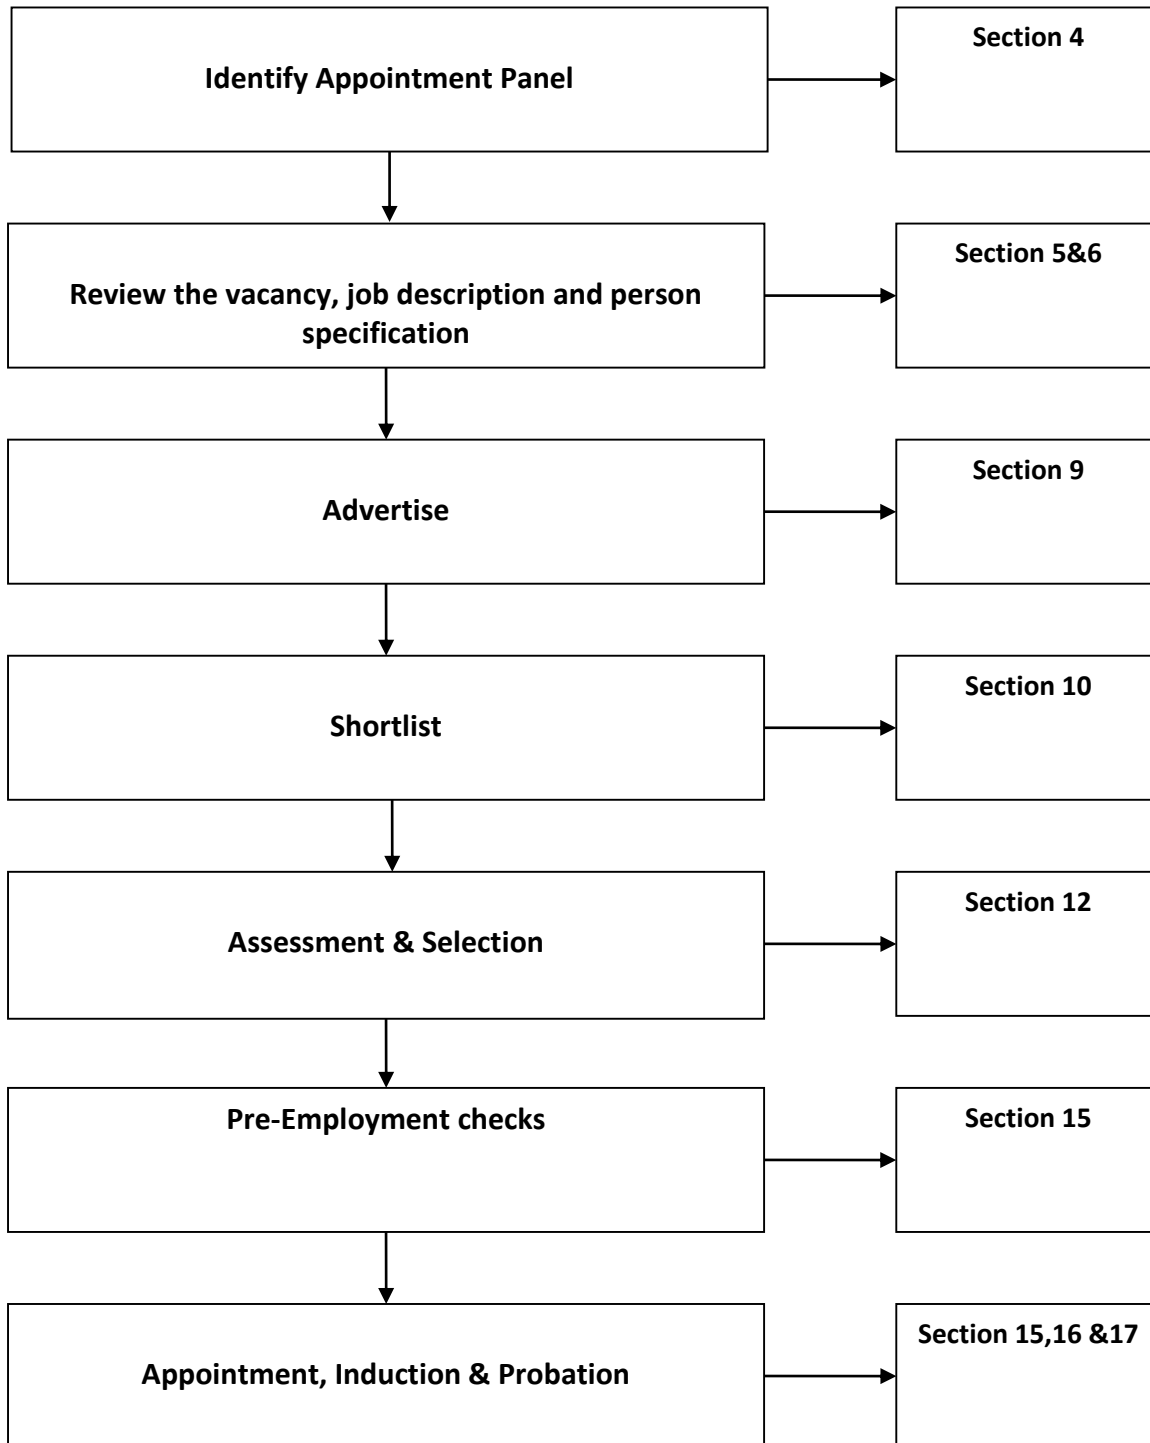 Identify Appointment Panel
Section 4
Review the vacancy, job description and person
specification
Section 5&6
Advertise
Section 9
Shortlist
Section 10
Assessment & Selection
Section 12
Pre-Employment checks
Section 15
Appointment, Induction & Probation
Section 15,16 &17